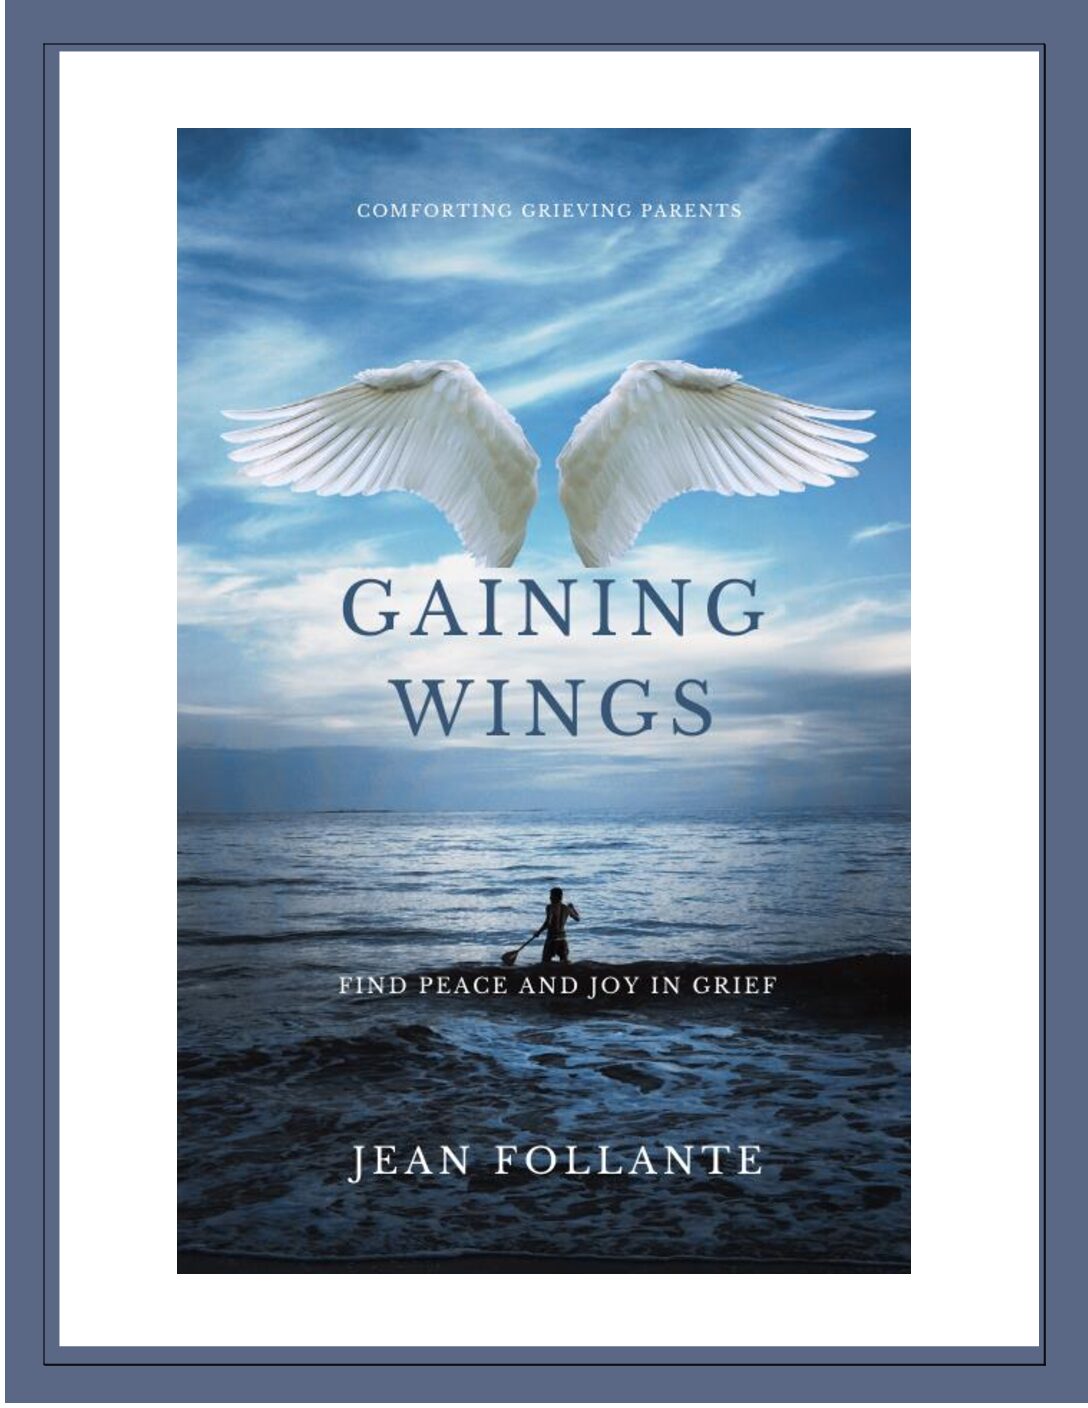 COMFORTING GRIEVING PARENTS
GAINING
WINGS
FIND PEACE AND JOY IN GRIEF
JEAN FOLLANTE